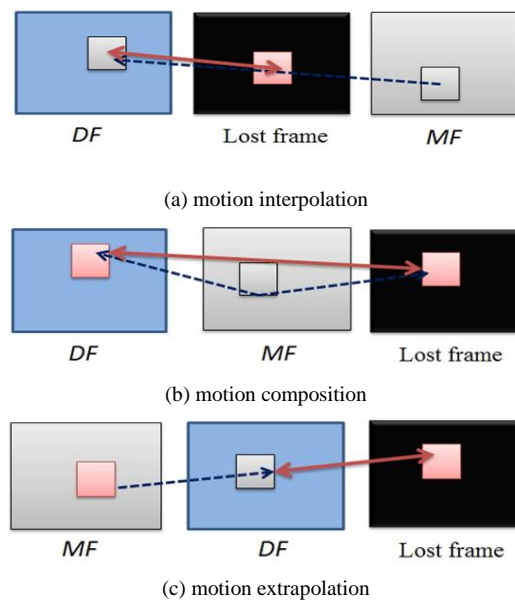 DF Lost frame MF
(a) motion interpolation
DF MF Lost frame
(b) motion composition
MF DF Lost frame
(c) motion extrapolation